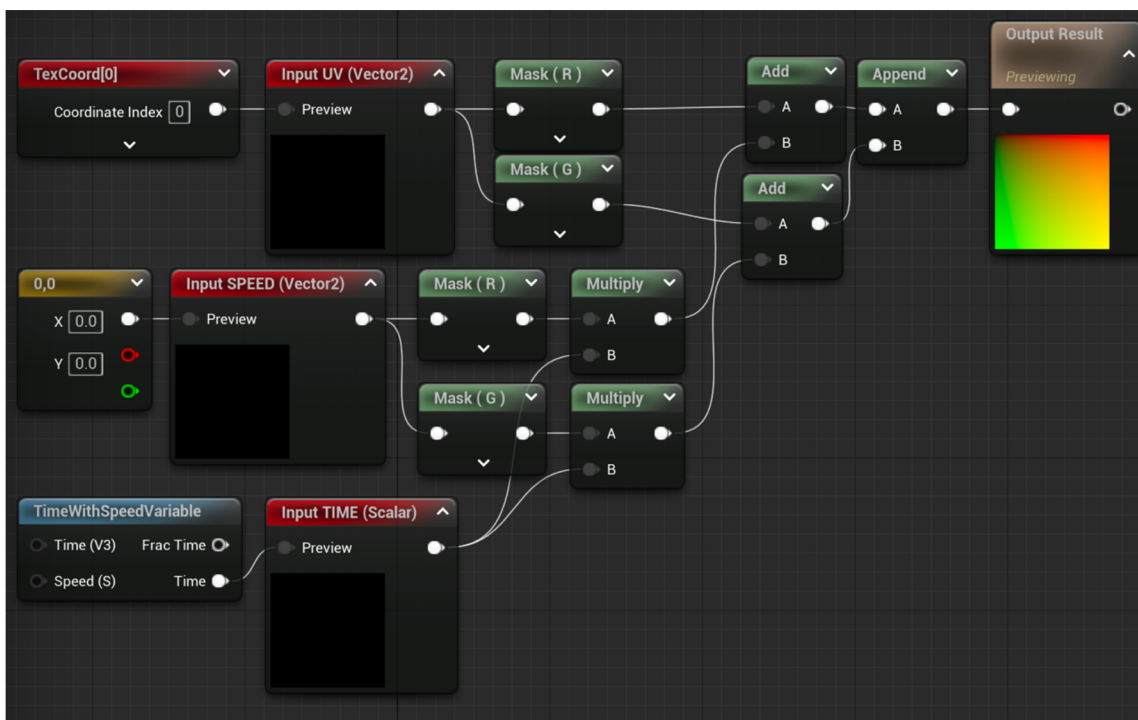 TexCoord[0]
Coordinate Index 0
Input UV (Vector2)
Preview
Mask ( R )
Mask ( G )
Add
A
B
Add
A
B
Append
A
B
Output Result
Previewing
0,0
X 0.0
Y 0.0
Input SPEED (Vector2)
Preview
Mask ( R )
Mask ( G )
Multiply
A
B
Multiply
A
B
TimeWithSpeedVariable
Time (V3) Frac Time
Speed (S) Time
Input TIME (Scalar)
Preview